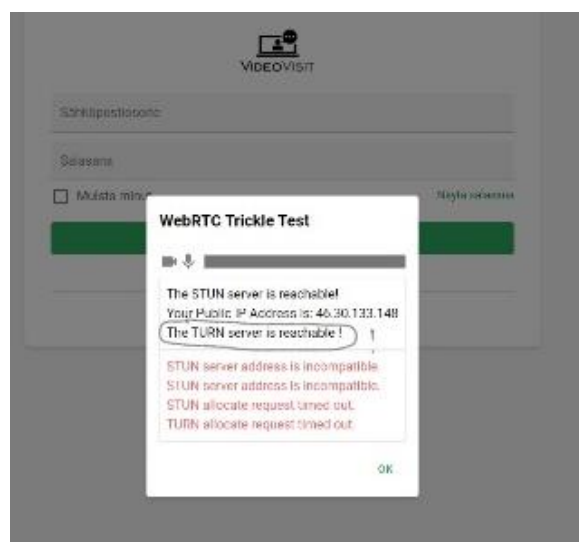 VIDEOVISIT
Sähköpostiosoite
Salasana
Muista minut
Näytä salasana
WebRTC Trickle Test
The STUN server is reachable!
Your Public IP Address is: 46.30.133.148
The TURN server is reachable !
STUN server address is incompatible.
STUN server address is incompatible.
STUN allocate request timed out.
TURN allocate request timed out.
OK